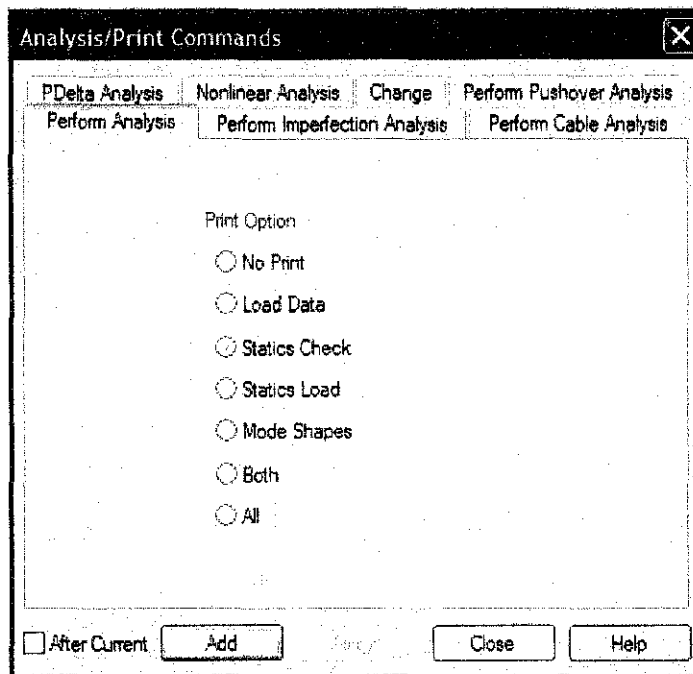 Analysis/Print Commands
PDelta Analysis Nonlinear Analysis Change Perform Pushover Analysis
Perform Analysis Perform Imperfection Analysis Perform Cable Analysis
Print Option
No Print
Load Data
Statics Check
Statics Load
Mode Shapes
Both
All
After Current Add Close Help